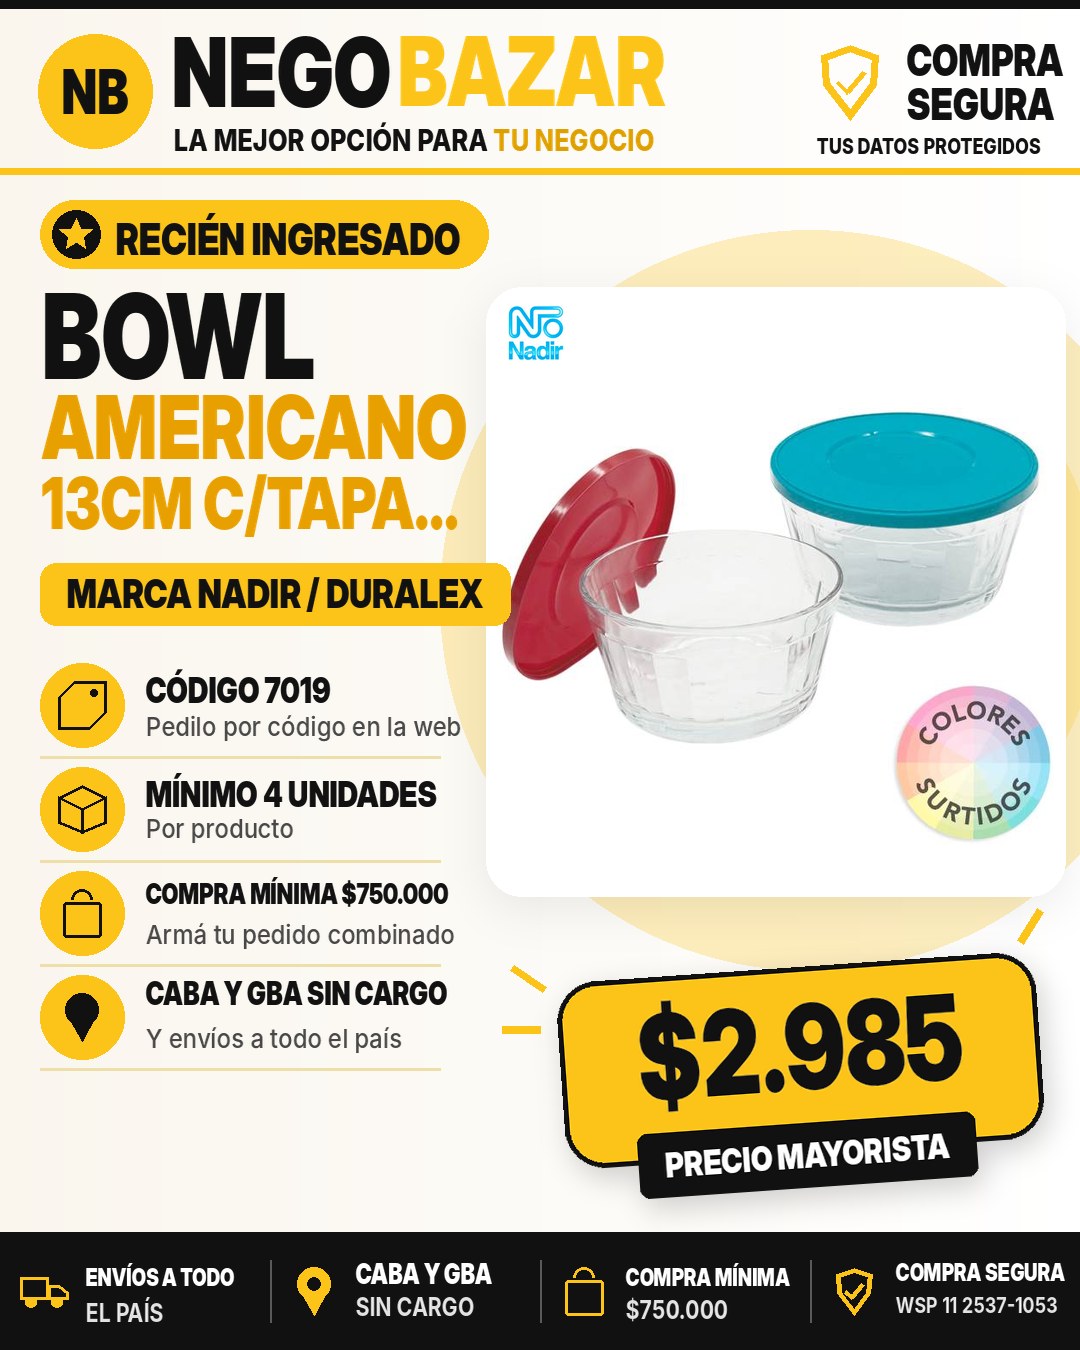 NB
NEGOBAZAR
LA MEJOR OPCIÓN PARA TU NEGOCIO
COMPRA
SEGURA
TUS DATOS PROTEGIDOS
RECIÉN INGRESADO
BOWL
AMERICANO
13CM C/TAPA...
MARCA NADIR / DURALEX
CÓDIGO 7019
Pedilo por código en la web
MÍNIMO 4 UNIDADES
Por producto
COMPRA MÍNIMA $750.000
Armá tu pedido combinado
CABA Y GBA SIN CARGO
Y envíos a todo el país
Nadir
COLORES
SURTIDOS
$2.985
PRECIO MAYORISTA
ENVÍOS A TODO
EL PAÍS
CABA Y GBA
SIN CARGO
COMPRA MÍNIMA
$750.000
COMPRA SEGURA
WSP 11 2537-1053